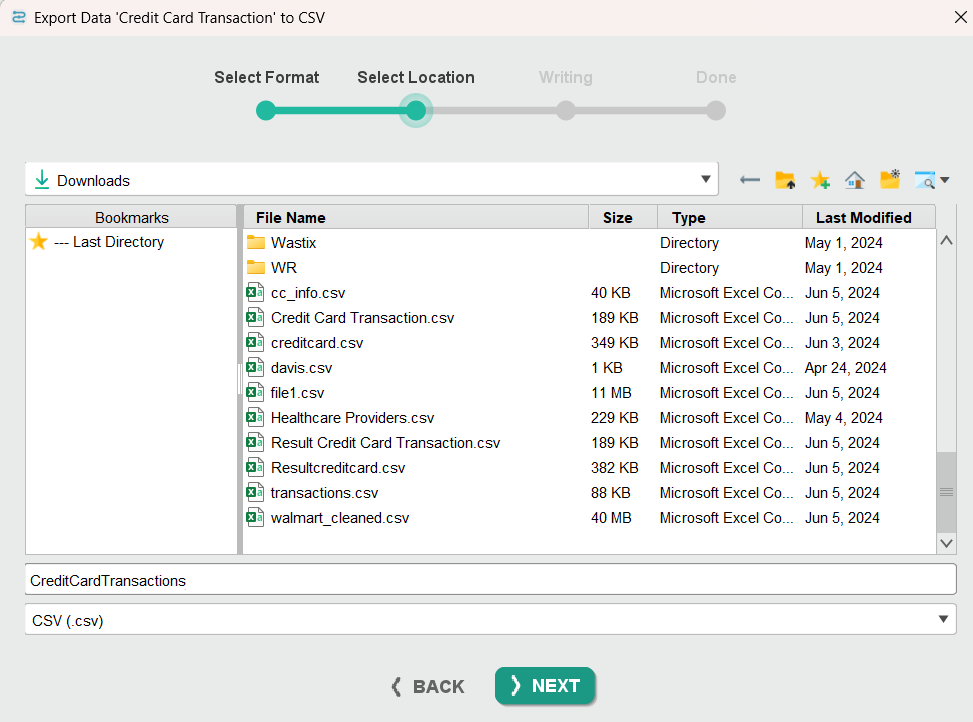 Export Data 'Credit Card Transaction' to CSV
Select Format Select Location Writing Done
Downloads
Bookmarks File Name Size Type Last Modified
--- Last Directory
Wastix Directory May 1, 2024
WR Directory May 1, 2024
cc_info.csv 40 KB Microsoft Excel Co... Jun 5, 2024
Credit Card Transaction.csv 189 KB Microsoft Excel Co... Jun 5, 2024
creditcard.csv 349 KB Microsoft Excel Co... Jun 3, 2024
davis.csv 1 KB Microsoft Excel Co... Apr 24, 2024
file1.csv 11 MB Microsoft Excel Co... Jun 5, 2024
Healthcare Providers.csv 229 KB Microsoft Excel Co... May 4, 2024
Result Credit Card Transaction.csv 189 KB Microsoft Excel Co... Jun 5, 2024
Resultcreditcard.csv 382 KB Microsoft Excel Co... Jun 5, 2024
transactions.csv 88 KB Microsoft Excel Co... Jun 5, 2024
walmart_cleaned.csv 40 MB Microsoft Excel Co... Jun 5, 2024
CreditCardTransactions
CSV (.csv)
BACK NEXT